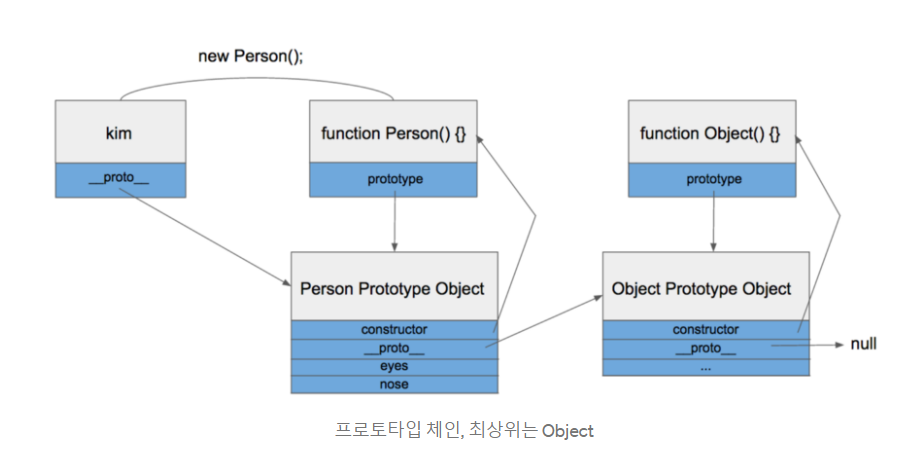 new Person();
kim
__proto__
function Person() {}
prototype
function Object() {}
prototype
Person Prototype Object
constructor
__proto__
eyes
nose
Object Prototype Object
constructor
__proto__
...
null
프로토타입 체인, 최상위는 Object